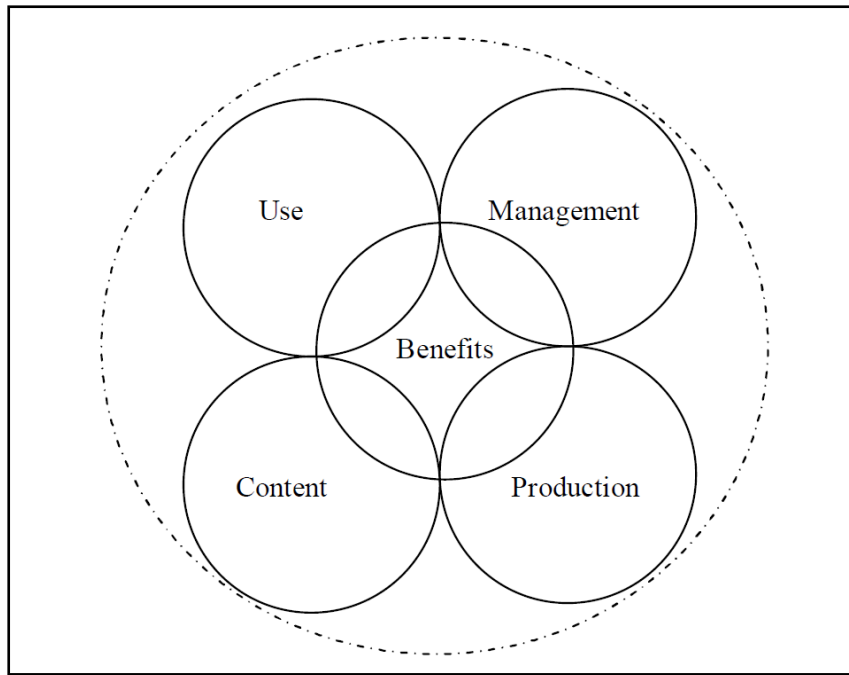 Use
Management
Benefits
Content
Production